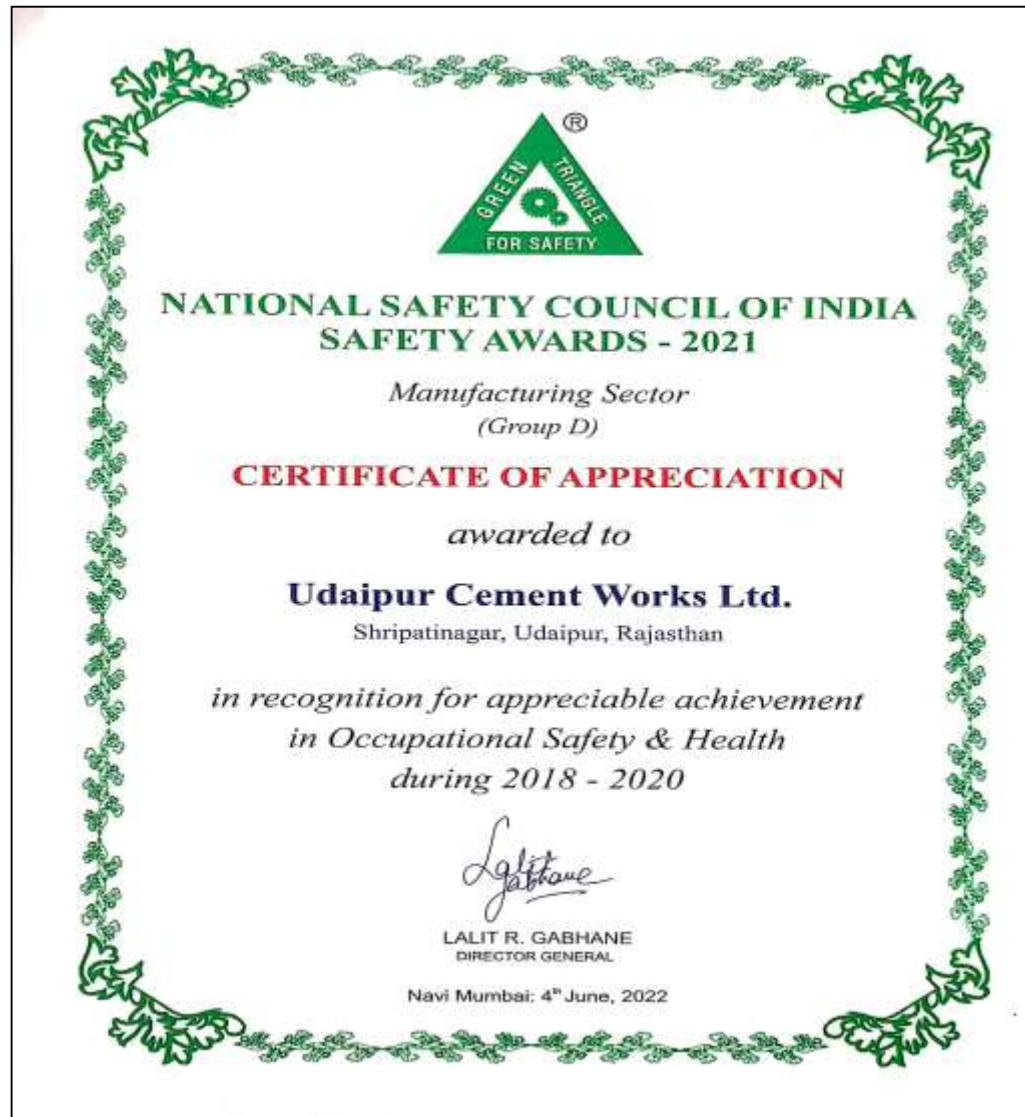 ®
GREEN TRIANGLE
FOR SAFETY
NATIONAL SAFETY COUNCIL OF INDIA
SAFETY AWARDS - 2021
Manufacturing Sector
(Group D)
CERTIFICATE OF APPRECIATION
awarded to
Udaipur Cement Works Ltd.
Shripatinagar, Udaipur, Rajasthan
in recognition for appreciable achievement
in Occupational Safety & Health
during 2018 - 2020
Lalit
Gabhane
LALIT R. GABHANE
DIRECTOR GENERAL
Navi Mumbai: 4th June, 2022